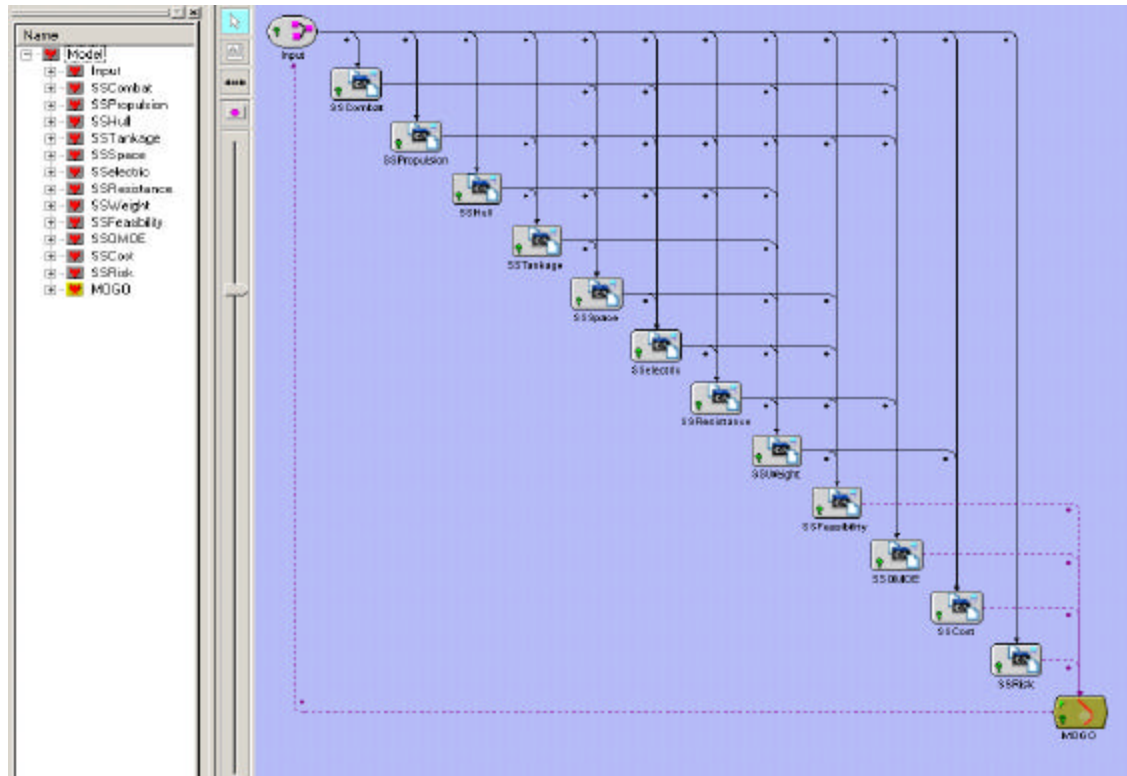 Name
Model
Input
SSCombat
SSPropulsion
SSHull
SSTankage
SSSpace
SSelectric
SSResistance
SSWeight
SSFeasibility
SSOMOE
SSCost
SSRisk
MOGO
Input
SSCombat
SSPropulsion
SSHull
SSTankage
SSSpace
SSelectric
SSResistance
SSWeight
SSFeasibility
SSOMOE
SSCost
SSRisk
MOGO